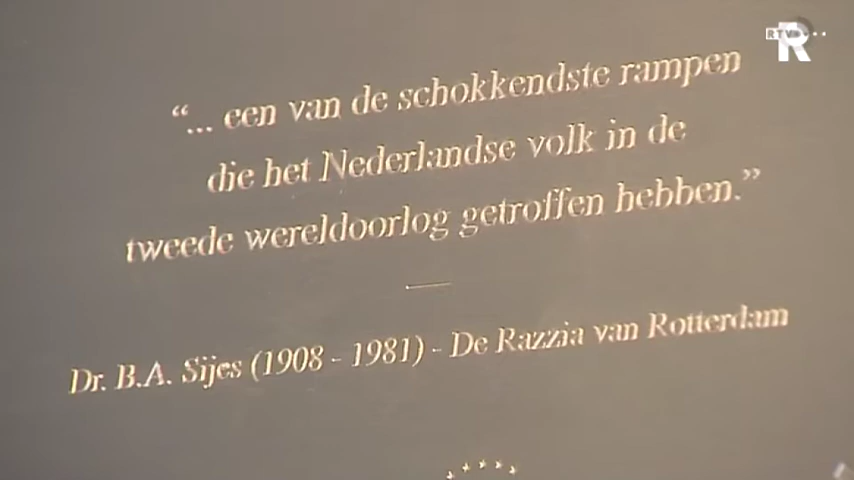 RTV R
“... een van de schokkendste rampen
die het Nederlandse volk in de
tweede wereldoorlog getroffen hebben.”
Dr. B.A. Sijes (1908 - 1981) - De Razzia van Rotterdam